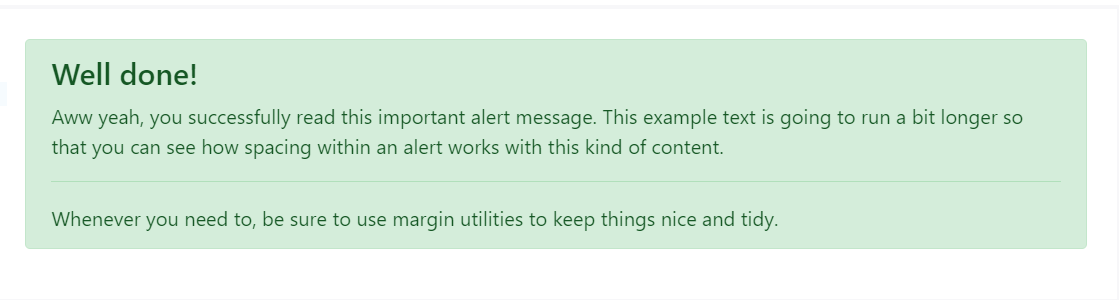 Well done!
Aww yeah, you successfully read this important alert message. This example text is going to run a bit longer so
that you can see how spacing within an alert works with this kind of content.
Whenever you need to, be sure to use margin utilities to keep things nice and tidy.